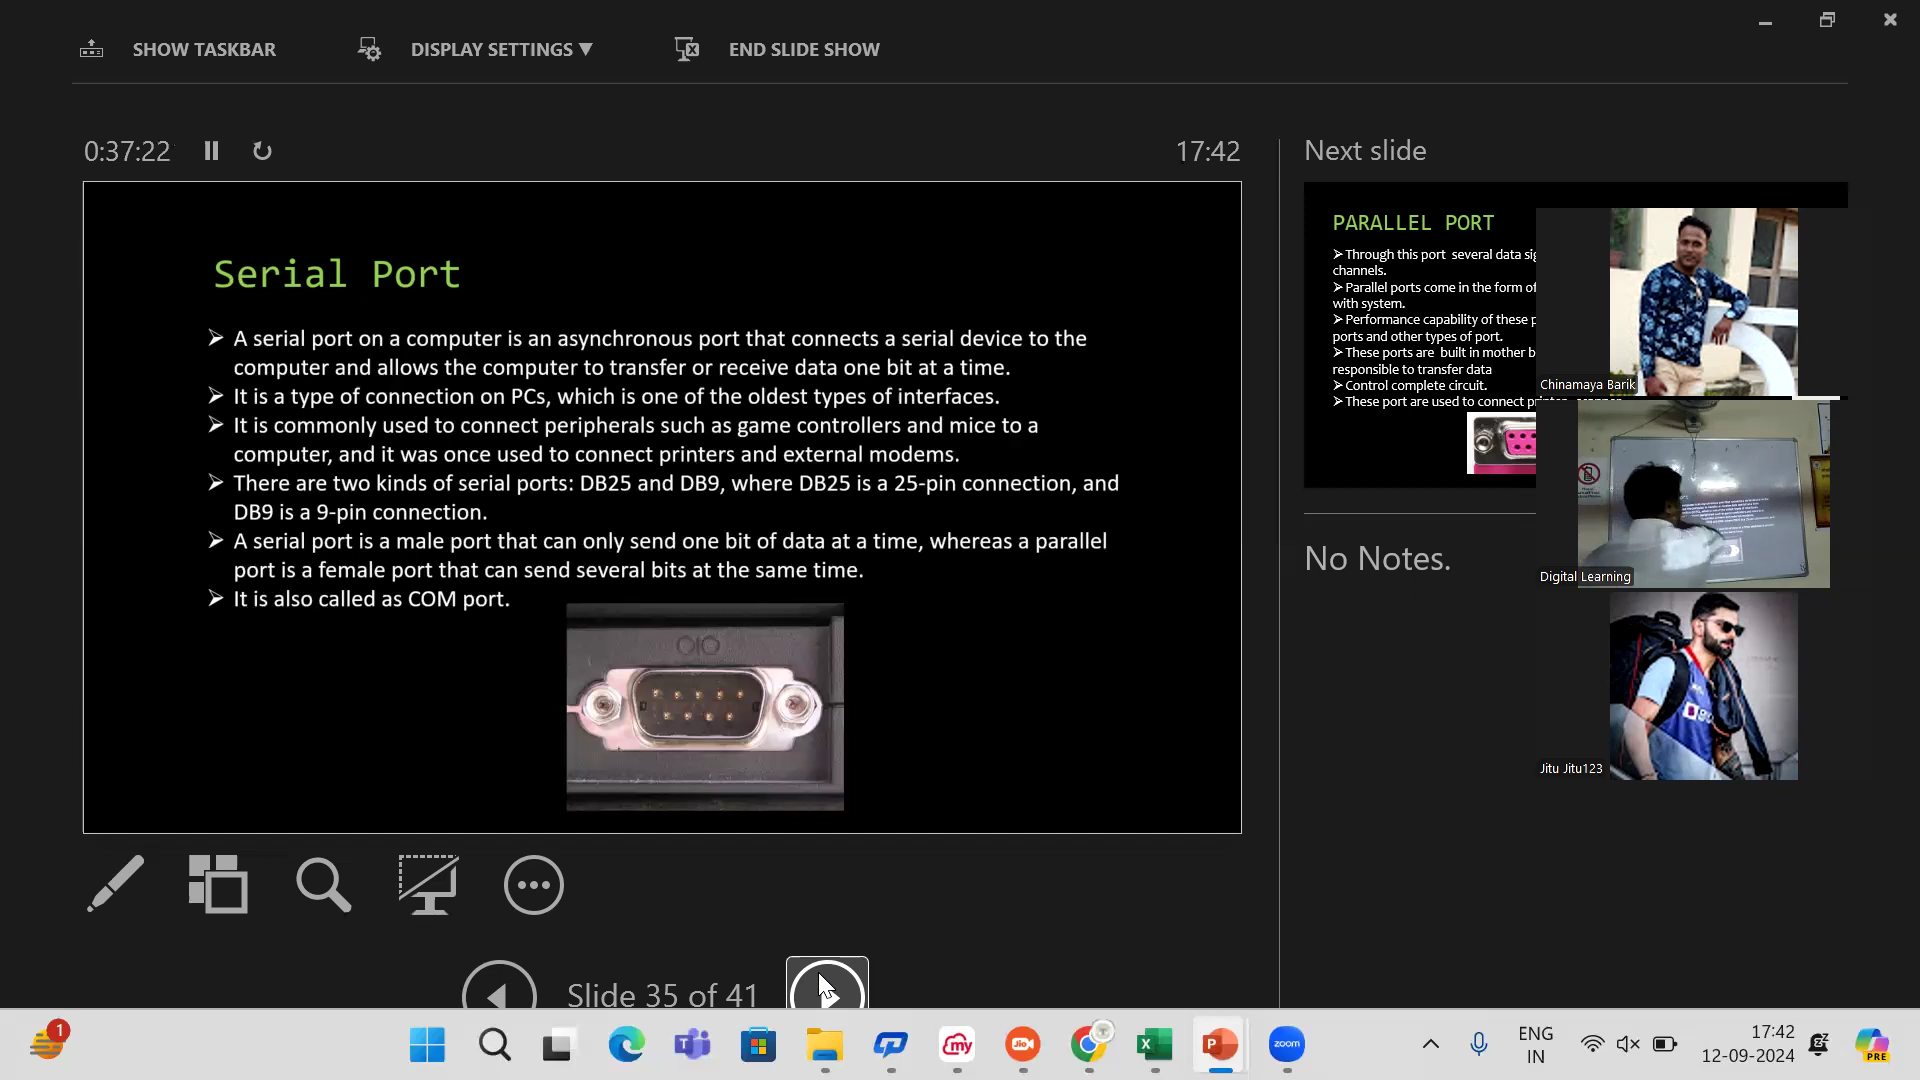 SHOW TASKBAR
DISPLAY SETTINGS ▼
END SLIDE SHOW
0:37:22
17:42
Serial Port
➢ A serial port on a computer is an asynchronous port that connects a serial device to the
computer and allows the computer to transfer or receive data one bit at a time.
➢ It is a type of connection on PCs, which is one of the oldest types of interfaces.
➢ It is commonly used to connect peripherals such as game controllers and mice to a
computer, and it was once used to connect printers and external modems.
➢ There are two kinds of serial ports: DB25 and DB9, where DB25 is a 25-pin connection, and
DB9 is a 9-pin connection.
➢ A serial port is a male port that can only send one bit of data at a time, whereas a parallel
port is a female port that can send several bits at the same time.
➢ It is also called as COM port.
Slide 35 of 41
Next slide
PARALLEL PORT
➢Through this port several data
channels.
➢Parallel ports come in the form of
with system.
➢Performance capability of these
ports and other types of port.
➢These ports are built in mother
responsible to transfer data
➢Control complete circuit.
➢These port are used to connect
No Notes.
Chinamaya Barik
Digital Learning
Jitu Jitu123
1
my
Jio
zoom
ENG
IN
17:42
12-09-2024
PRE